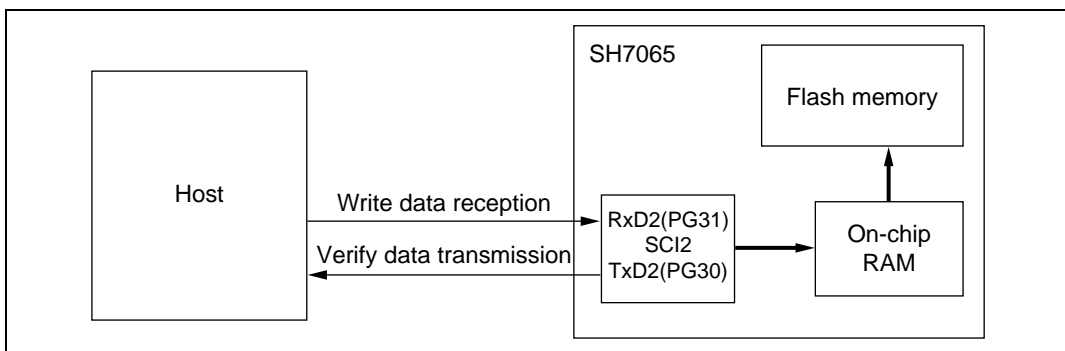 SH7065
Flash memory
Host
Write data reception
Verify data transmission
RxD2(PG31)
SCI2
TxD2(PG30)
On-chip
RAM